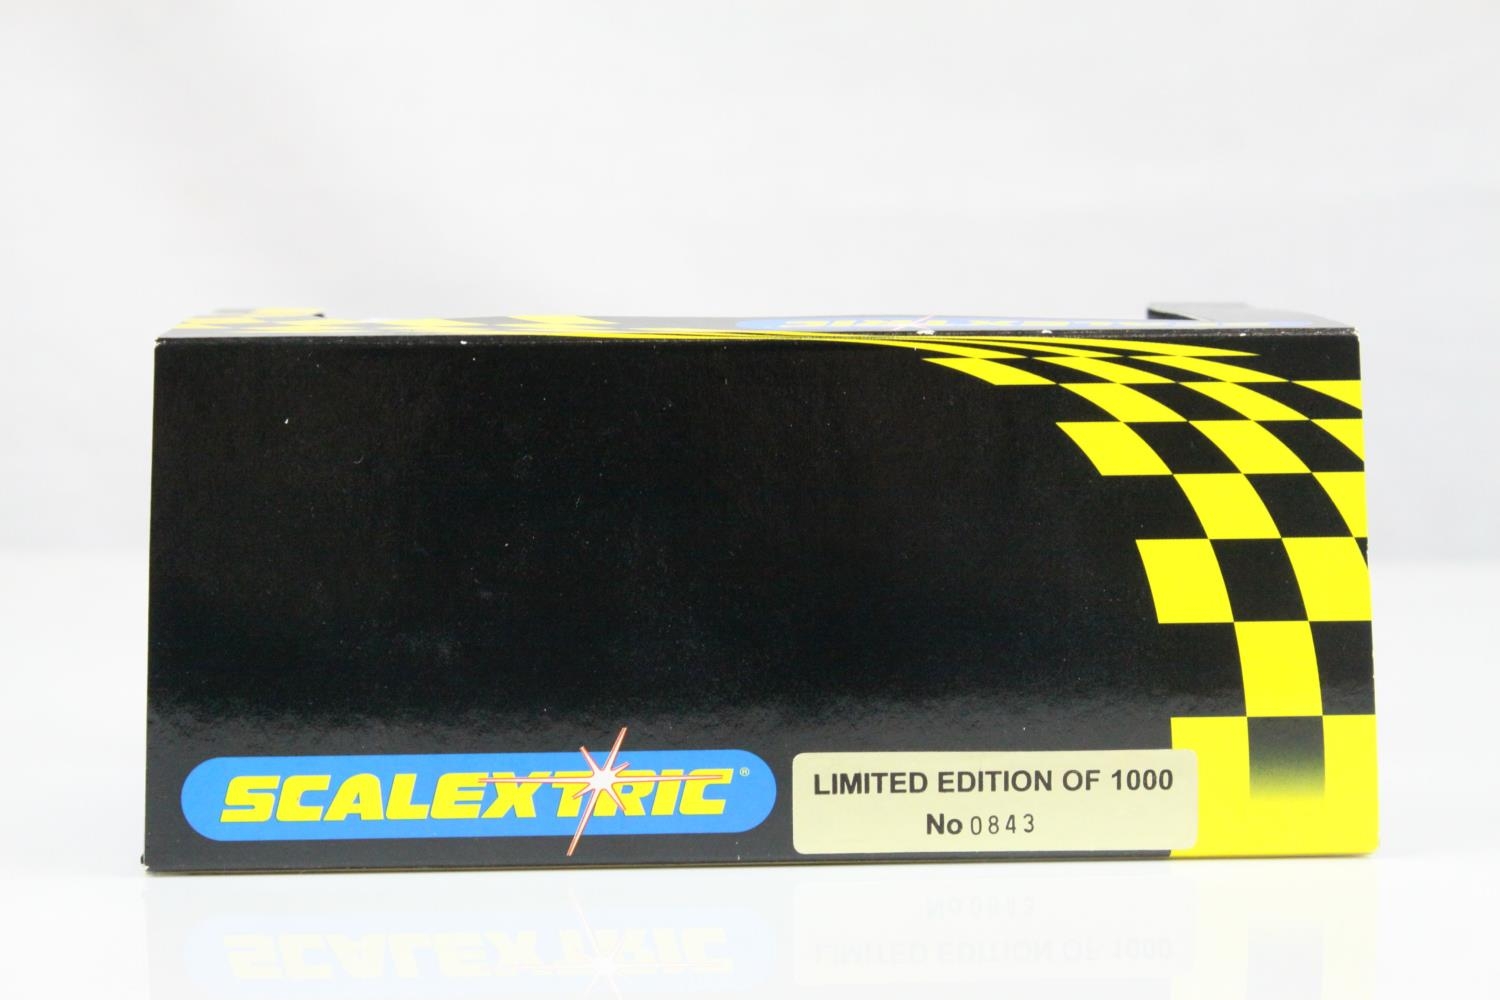 SCALEXTRIC®
LIMITED EDITION OF 1000
No 0843